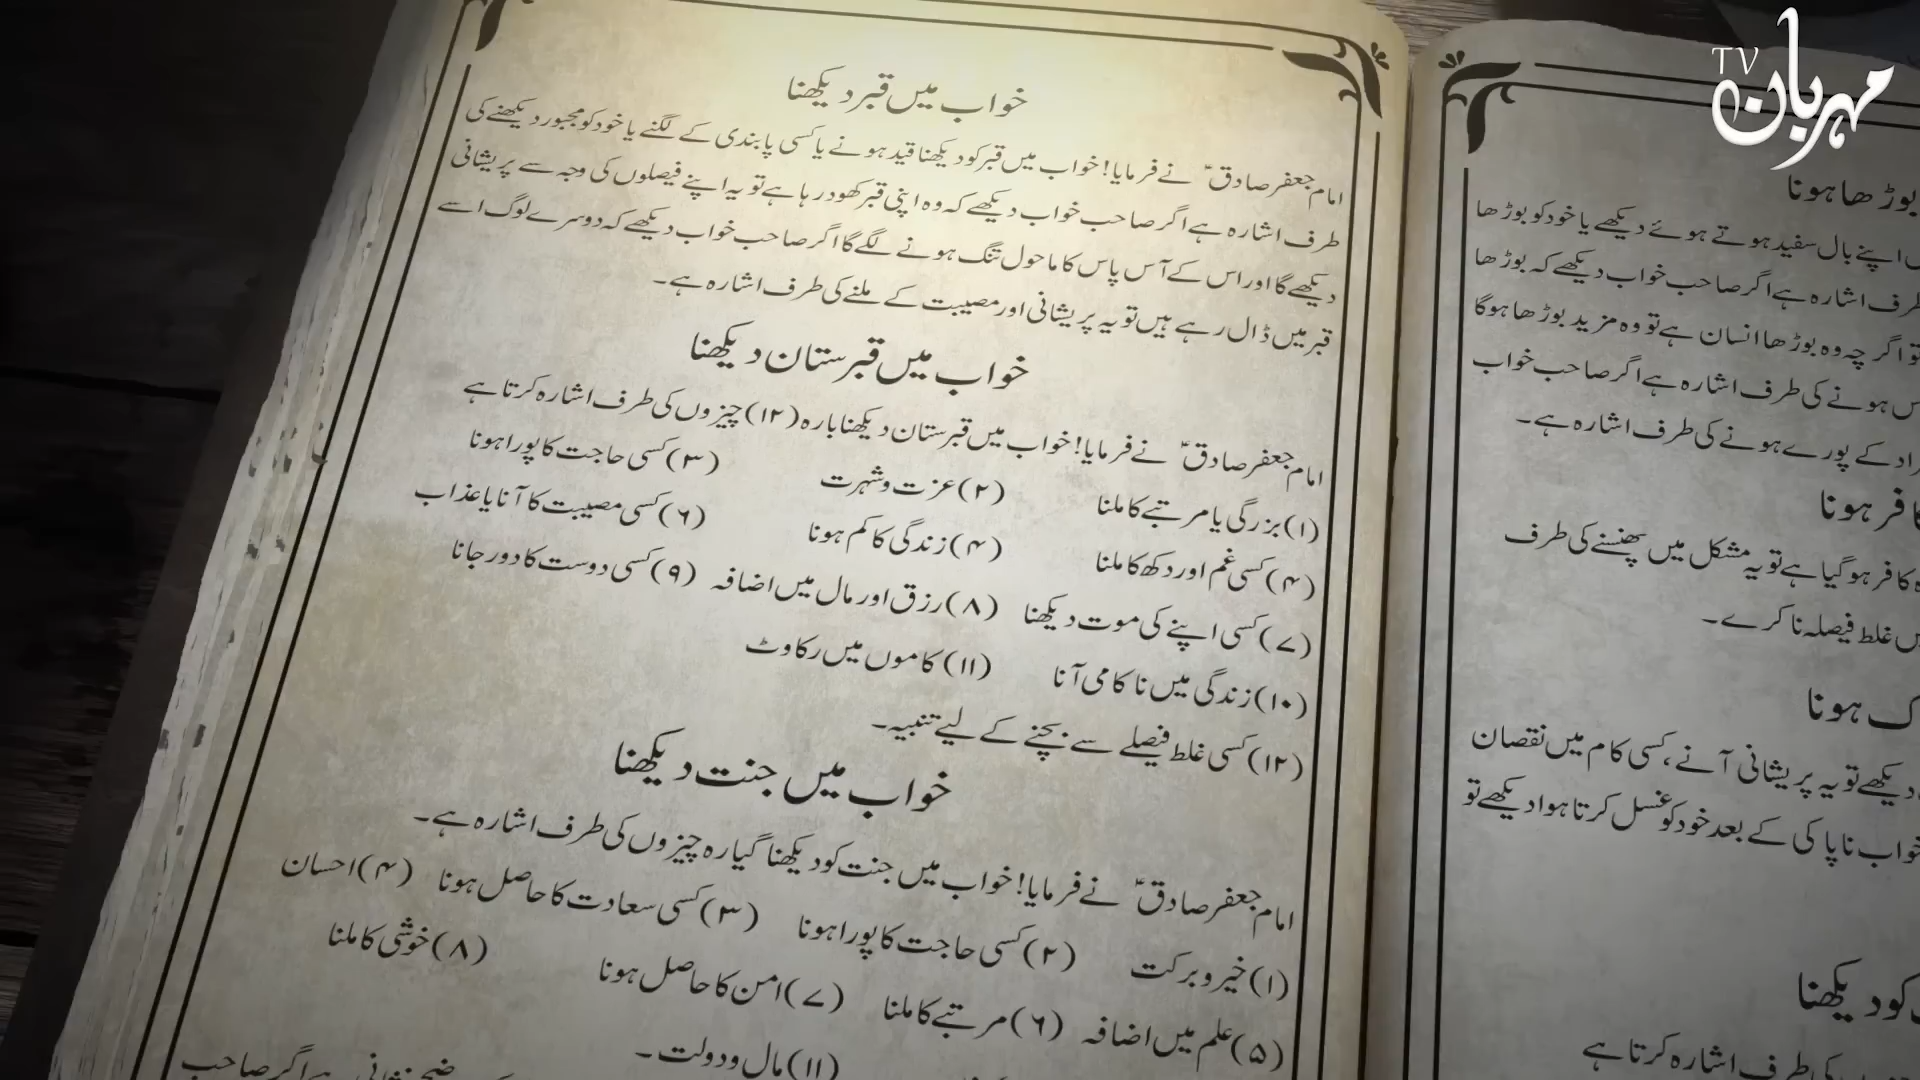 TV
مہربان
خواب میں قبر دیکھنا
امام جعفر صادقؑ نے فرمایا! خواب میں قبر کو دیکھنا قید ہونے یا کسی پابندی کے لگنے یا خود کو مجبور دیکھنے کی
طرف اشارہ ہے اگر صاحب خواب دیکھے کہ وہ اپنی قبر کھود رہا ہے تو یہ اپنے فیصلوں کی وجہ سے پریشانی
دیکھے گا اور اس کے آس پاس کا ماحول تنگ ہونے لگے گا اگر صاحب خواب دیکھے کہ دوسرے لوگ اسے
قبر میں ڈال رہے ہیں تو یہ پریشانی اور مصیبت کے ملنے کی طرف اشارہ ہے۔
خواب میں قبرستان دیکھنا
امام جعفر صادقؑ نے فرمایا! خواب میں قبرستان دیکھنا بارہ (۱۲) چیزوں کی طرف اشارہ کرتا ہے
(۱) بزرگی یا مرتبے کا ملنا (۲) عزت و شہرت (۳) کسی حاجت کا پورا ہونا
(۴) کسی غم اور دکھ کا ملنا (۴) زندگی کا کم ہونا (۶) کسی مصیبت کا آنا یا عذاب
(۷) کسی اپنے کی موت دیکھنا (۸) رزق اور مال میں اضافہ (۹) کسی دوست کا دور جانا
(۱۰) زندگی میں ناکامی آنا (۱۱) کاموں میں رکاوٹ
(۱۲) کسی غلط فیصلے سے بچنے کے لیے تنبیہ۔
خواب میں جنت دیکھنا
امام جعفر صادقؑ نے فرمایا! خواب میں جنت کو دیکھنا گیارہ چیزوں کی طرف اشارہ ہے۔
(۱) خیر و برکت (۲) کسی حاجت کا پورا ہونا (۳) کسی سعادت کا حاصل ہونا (۴) احسان
(۵) علم میں اضافہ (۶) مرتبے کا ملنا (۷) امن کا حاصل ہونا (۸) خوشی کا ملنا
(۱۱) مال و دولت۔
ہے اگر صاحب
بوڑھا ہونا
اپنے بال سفید ہوتے ہوئے دیکھے یا خود کو بوڑھا
طرف اشارہ ہے اگر صاحب خواب دیکھے کہ بوڑھا
تو اگر چہ وہ بوڑھا انسان ہے تو وہ مزید بوڑھا ہوگا
ہونے کی طرف اشارہ ہے اگر صاحب خواب
کے پورے ہونے کی طرف اشارہ ہے۔
کافر ہونا
کافر ہو گیا ہے تو یہ مشکل میں پھنسنے کی طرف
غلط فیصلہ نا کرے۔
ہونا
دیکھے تو یہ پریشانی آنے، کسی کام میں نقصان
خواب ناپاکی کے بعد خود کو غسل کرتا ہوا دیکھے تو
کو دیکھنا
کی طرف اشارہ کرتا ہے